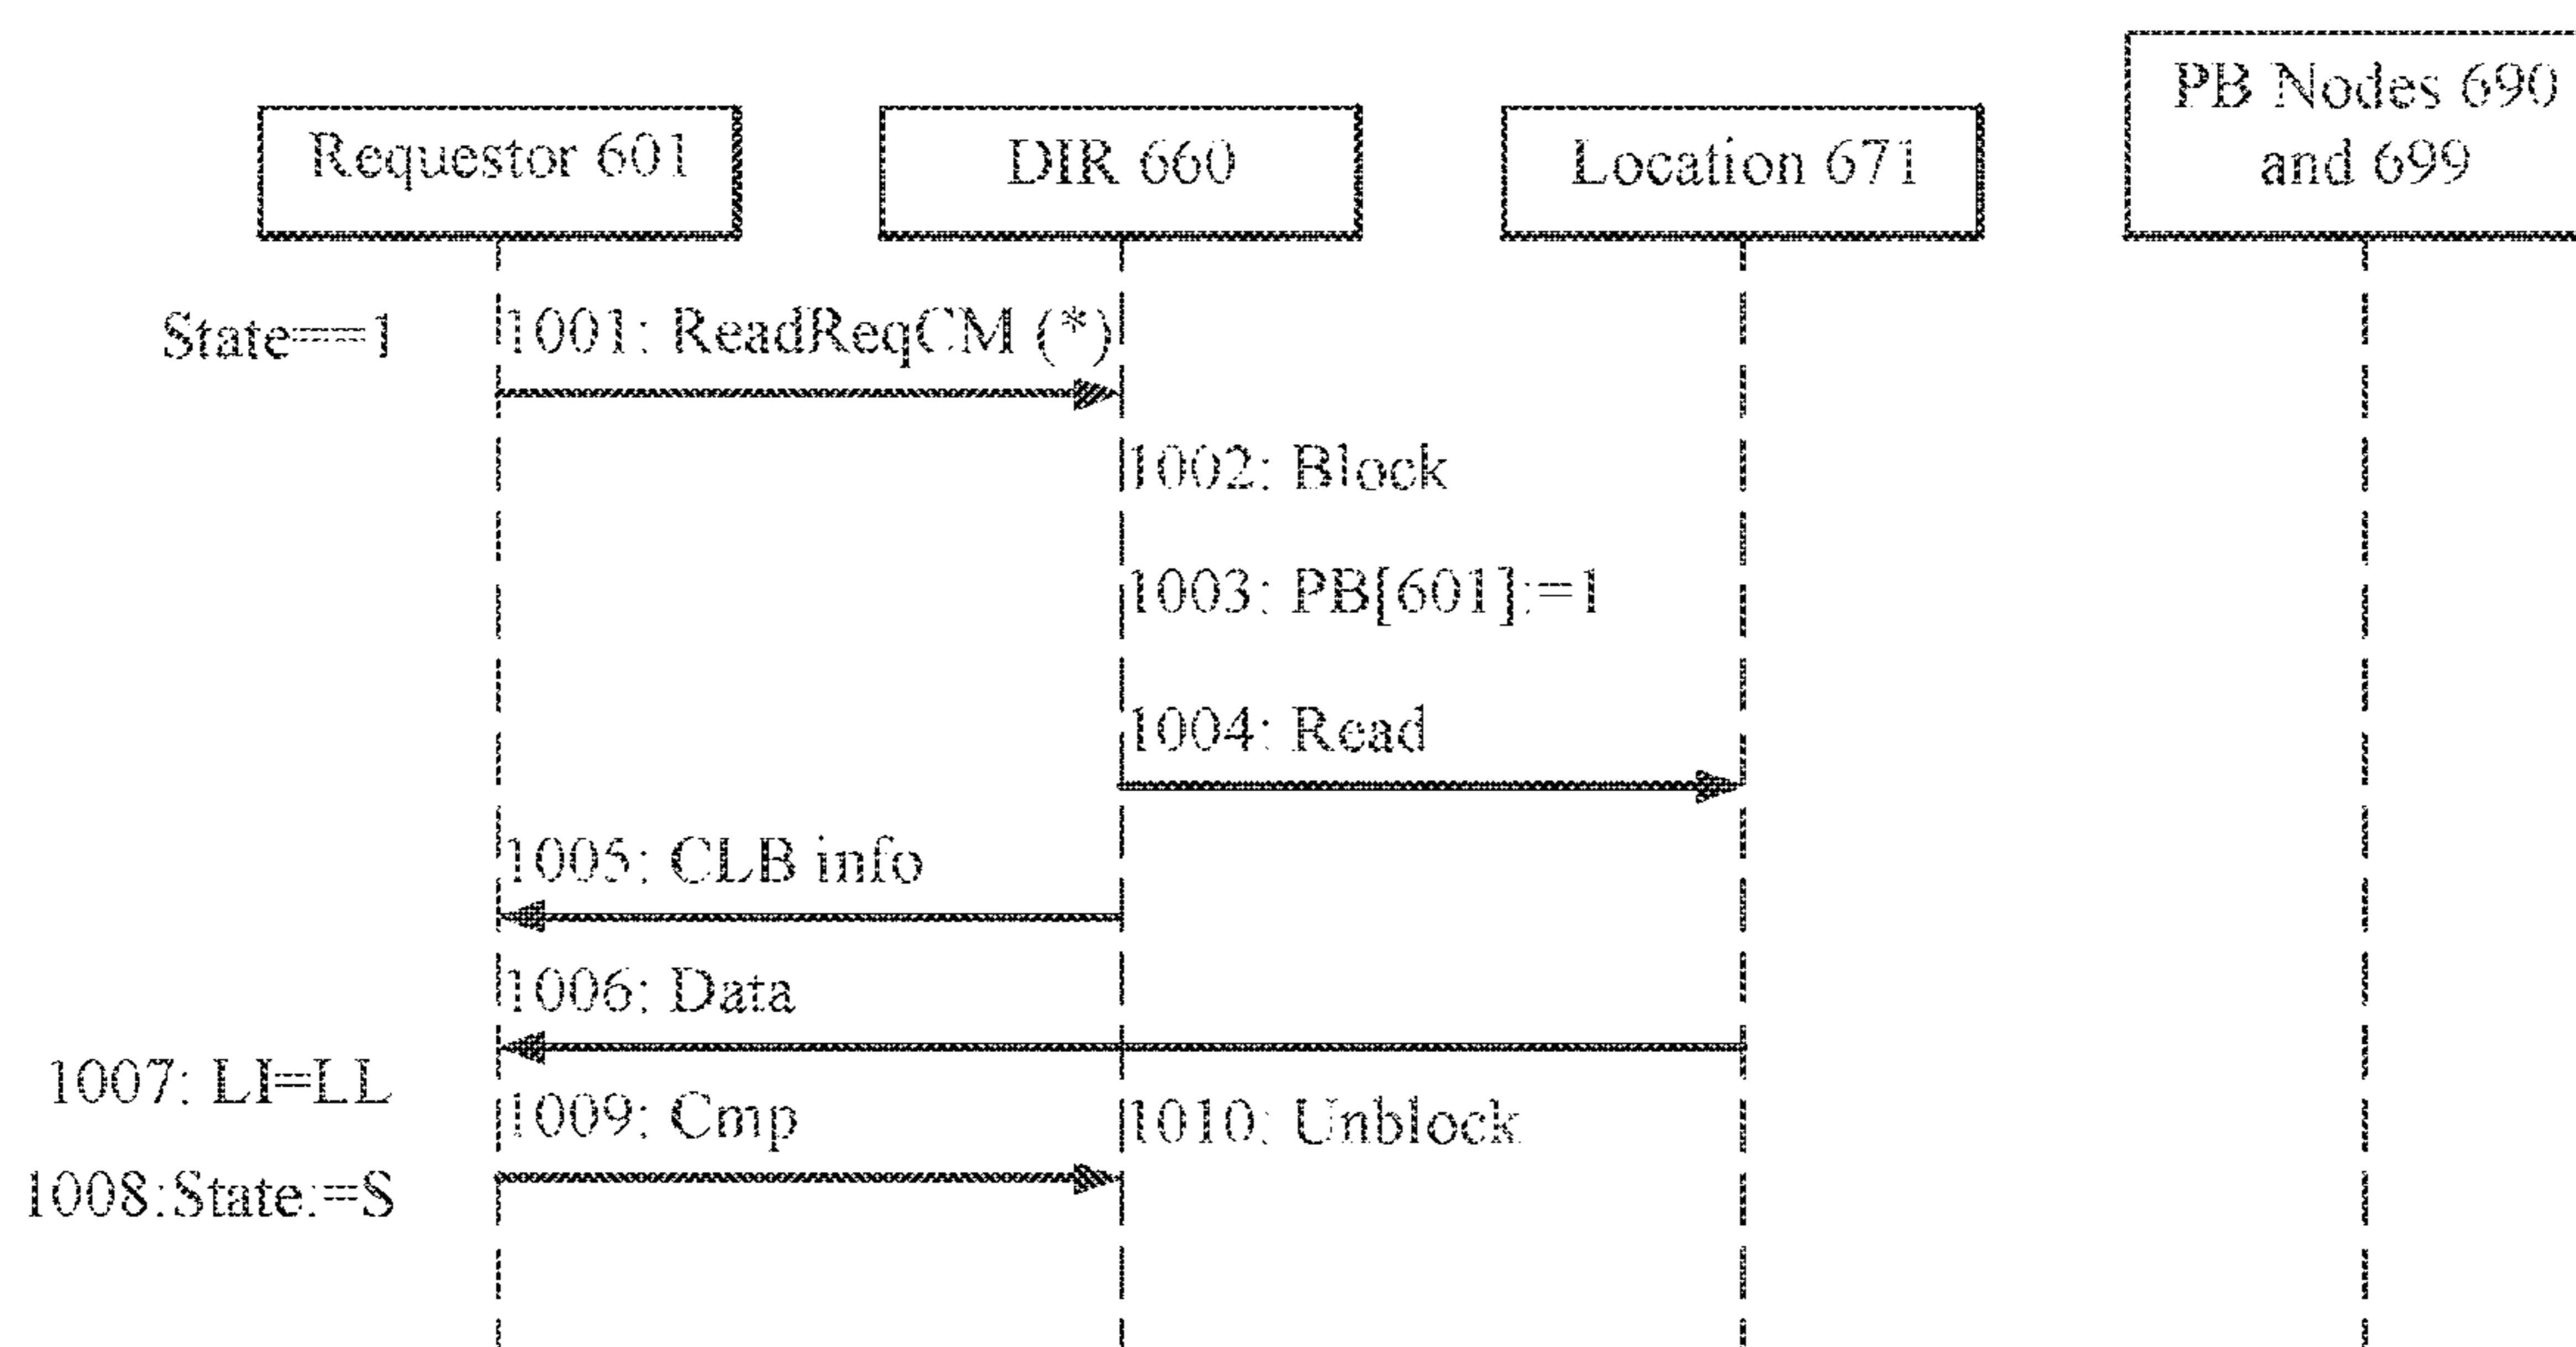 Requestor 601
DIR 660
Location 671
PB Nodes 690
and 699
State==1
1001: ReadReqCM (*)
1002: Block
1003: PB[601]:=1
1004: Read
1005: CLB info
1006: Data
1007: LI=LL
1009: Cmp
1010: Unblock
1008:State:=S